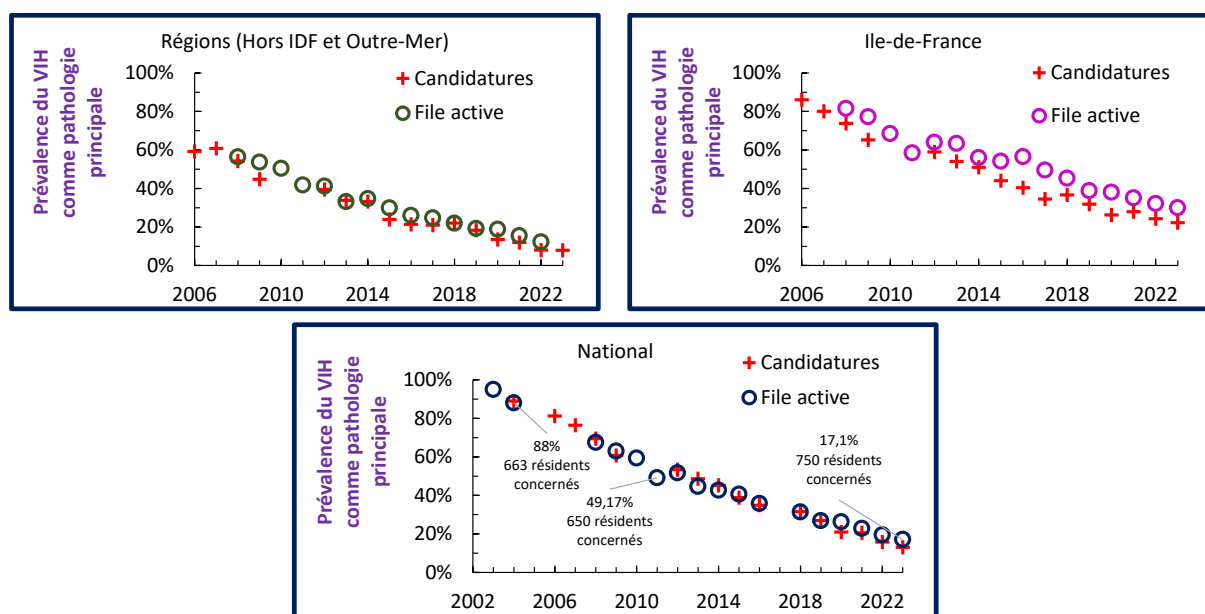 Régions (Hors IDF et Outre-Mer)
Prévalence du VIH
comme pathologie
principale
100%
80%
60%
40%
20%
0%
Candidatures
File active
2006 2010 2014 2018 2022
Ile-de-France
Prévalence du VIH
comme pathologie
principale
100%
80%
60%
40%
20%
0%
Candidatures
File active
2006 2010 2014 2018 2022
National
Prévalence du VIH
comme pathologie
principale
100%
80%
60%
40%
20%
0%
Candidatures
File active
88%
663 résidents
concernés
49,17%
650 résidents
concernés
17,1%
750 résidents
concernés
2002 2006 2010 2014 2018 2022